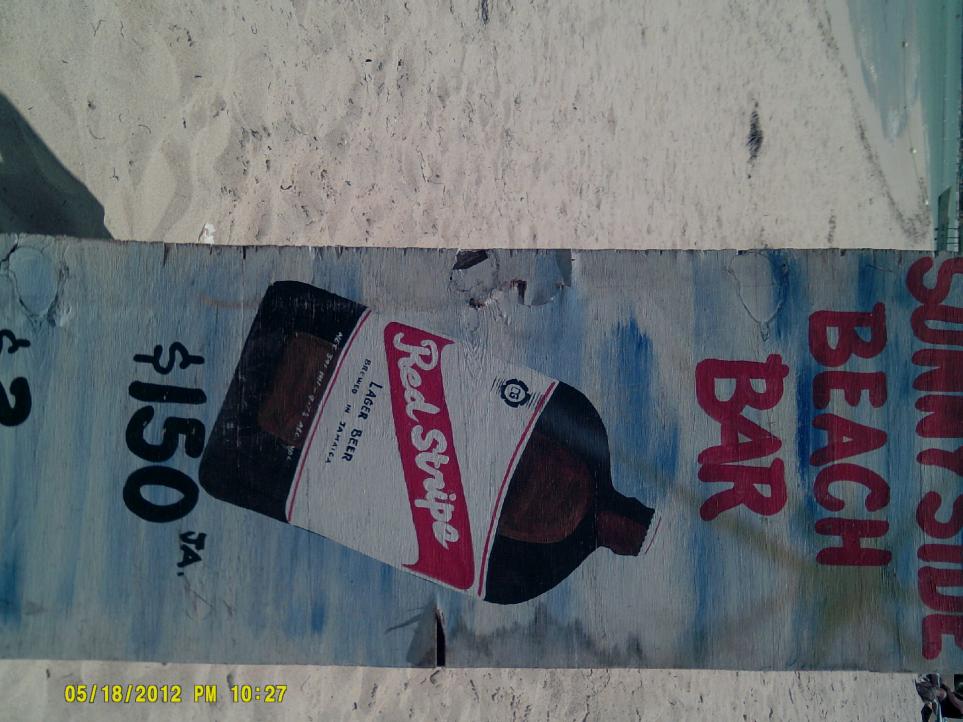 SUNNY SIDE
BEACH
BAR
Red Stripe
LAGER BEER
BREWED IN JAMAICA
$150 JA.
$2
05/18/2012 PM 10:27